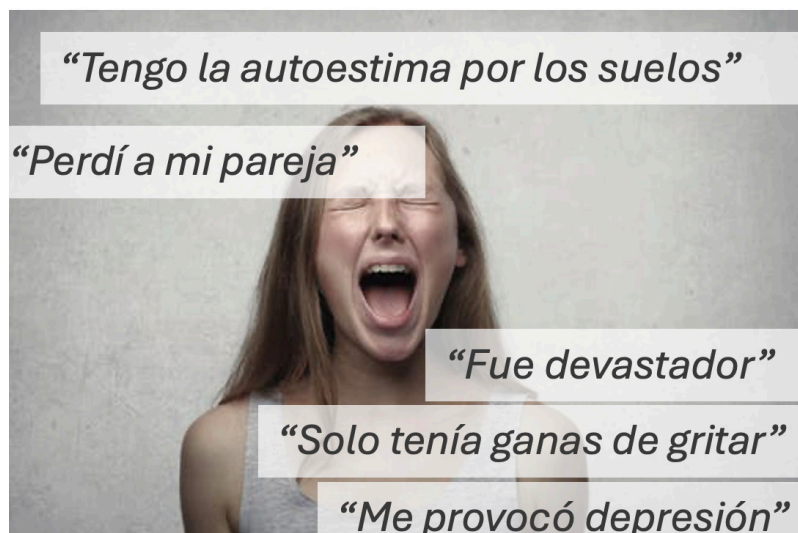 “Tengo la autoestima por los suelos”
“Perdí a mi pareja”
“Fue devastador”
“Solo tenía ganas de gritar”
“Me provocó depresión”